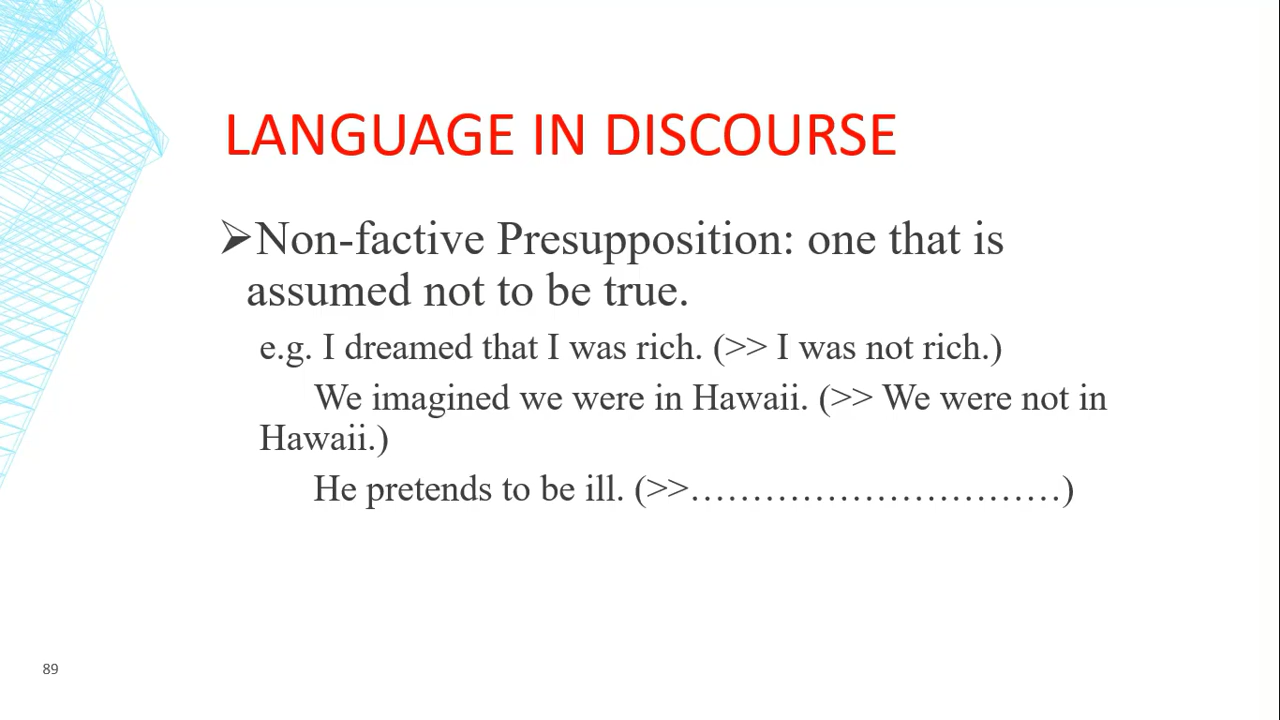 LANGUAGE IN DISCOURSE
➢Non-factive Presupposition: one that is
assumed not to be true.
e.g. I dreamed that I was rich. (>> I was not rich.)
We imagined we were in Hawaii. (>> We were not in
Hawaii.)
He pretends to be ill. (>>…………………………)
89